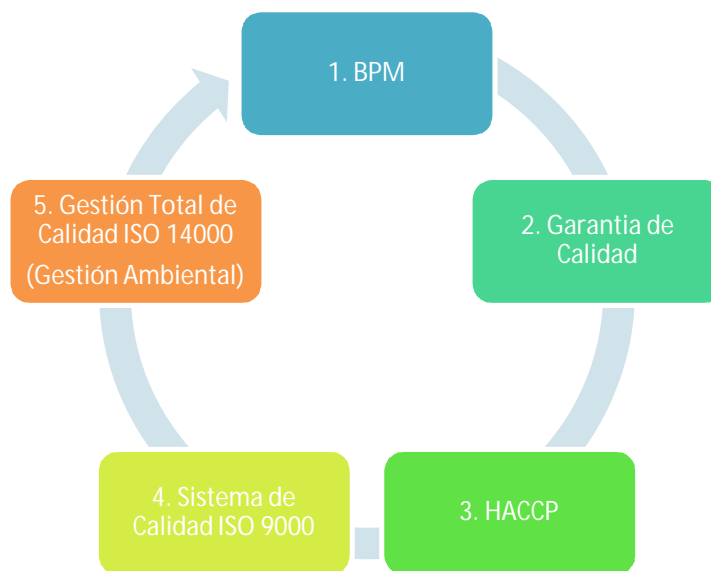 1. BPM
2. Garantia de
Calidad
3. HACCP
4. Sistema de
Calidad ISO 9000
5. Gestión Total de
Calidad ISO 14000
(Gestión Ambiental)